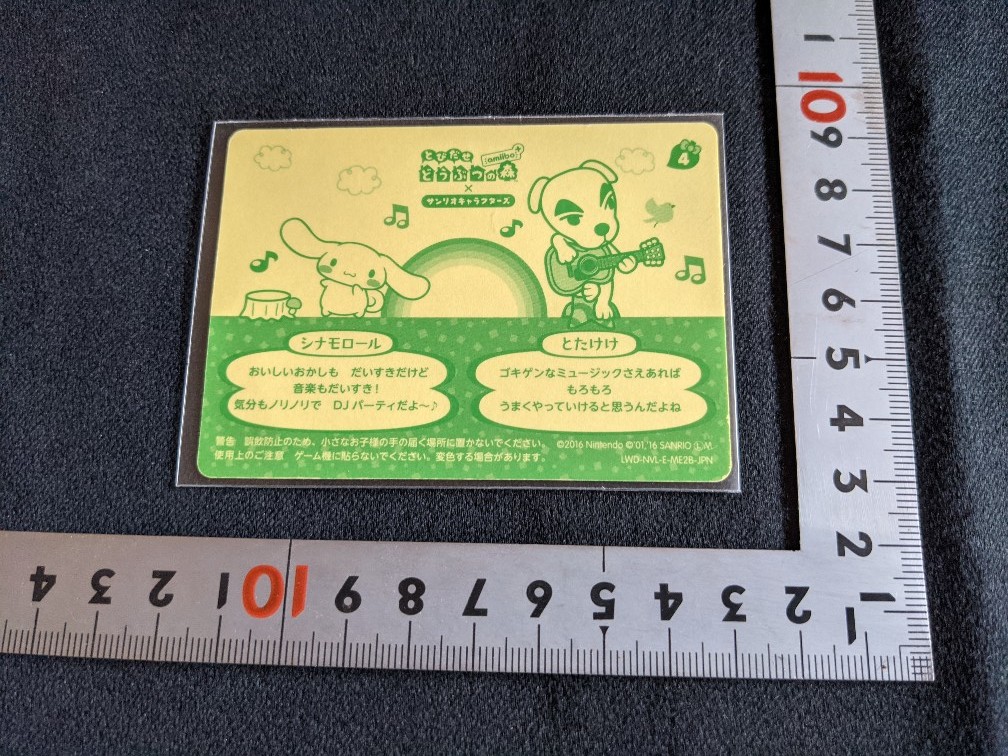 とびだせ
どうぶつの森
amiibo+
×
サンリオキャラクターズ
4
シナモロール
おいしいおかしも だいすきだけど
音楽もだいすき！
気分もノリノリで DJパーティだよ～♪
とたけけ
ゴキゲンなミュージックさえあれば
もろもろ
うまくやっていけると思うんだよね
警告 誤飲防止のため、小さなお子様の手の届く場所に置かないでください。
使用上のご注意 ゲーム機に貼らないでください。変色する場合があります。
©2016 Nintendo ©'01,'16 SANRIO
LWD-NVL-E-ME2B-JPN
1
10
9
8
7
6
5
4
3
2
1
4 3 2 1 10 9 8 7 6 5 4 3 2